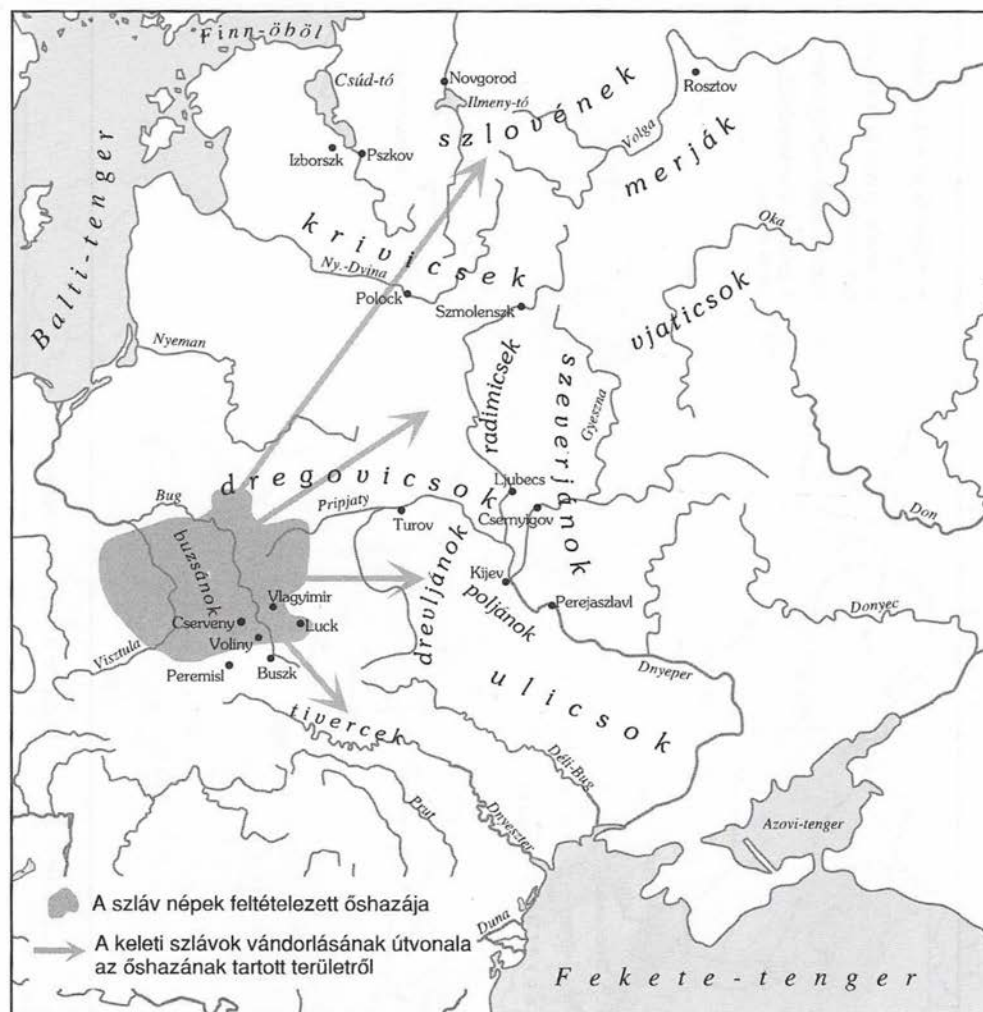 Finn-öböl
Csúd-tó
Novgorod
Ilmeny-tó
Rosztov
szlovének
Volga
merják
Izborszk
Pszkov
Balti-tenger
krivicsek
Ny.-Dvina
Polock
Szmolenszk
Oka
vjaticsok
Nyeman
radimicsek
szeverjánok
Gyeszna
dregovicsok
Ljubecs
Bug
Pripjaty
Turov
Csernyigov
Don
buzsánok
drevljánok
Kijev
poljánok
Perejaszlavl
Vlagyimir
Cserveny
Luck
Volíny
Visztula
Peremisl
Buszk
Donyec
Dnyeper
ulicsok
tivercek
Déli-Bug
Prut
Dnyeszter
Azovi-tenger
A szláv népek feltételezett őshazája
Duna
A keleti szlávok vándorlásának útvonala
az őshazának tartott területről
Fekete-tenger